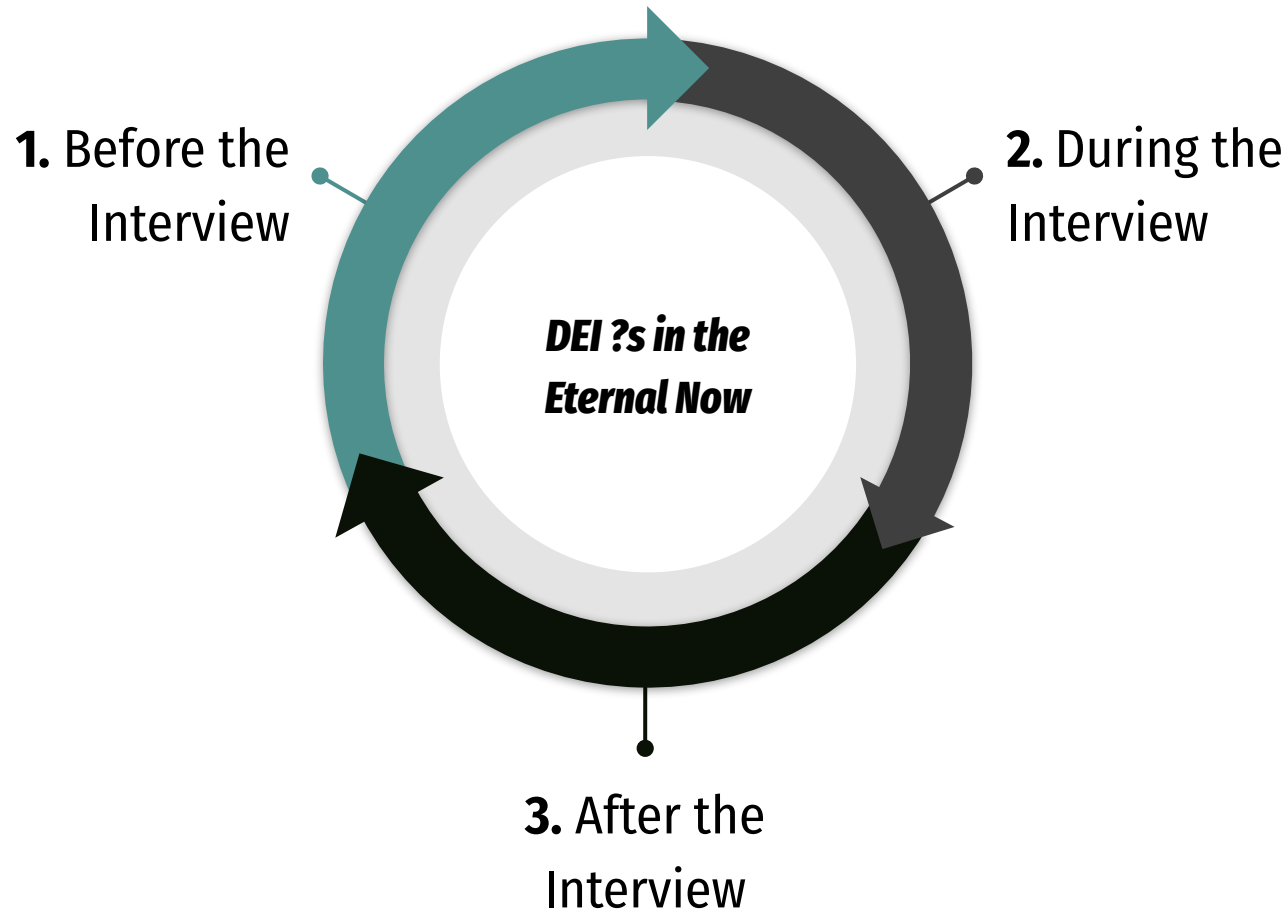 1. Before the
Interview
2. During the
Interview
DEI ?s in the
Eternal Now
3. After the
Interview